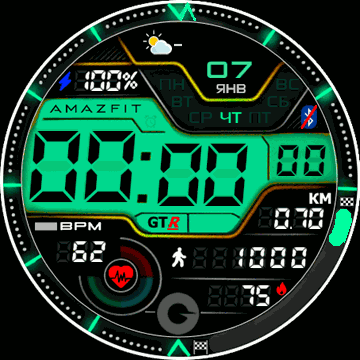 07
100%
ЯНВ
ПН ВС
ВТ СБ
СР ЧТ ПТ
AMAZFIT
00:00 00
GTR
KM
0.70
BPM
62
1000
75
G